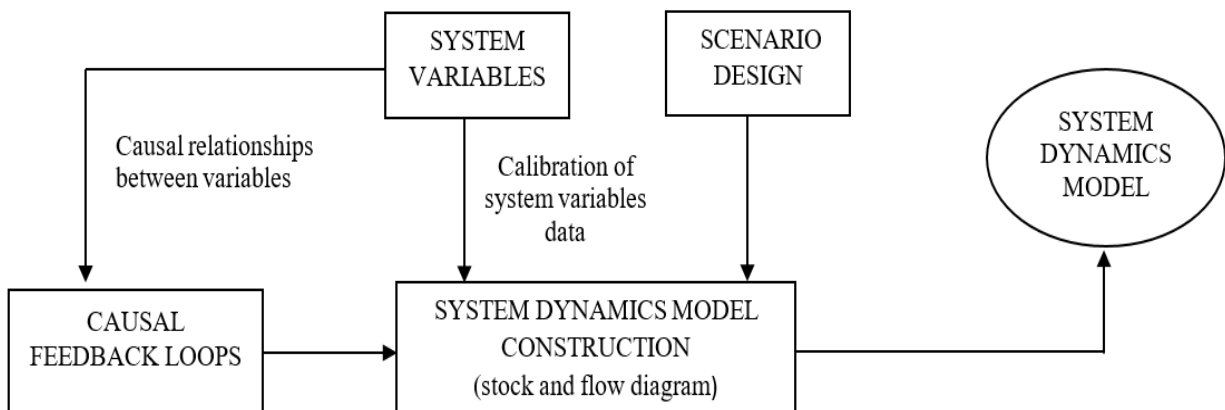 SYSTEM
VARIABLES
SCENARIO
DESIGN
SYSTEM
DYNAMICS
MODEL
Causal relationships
between variables
Calibration of
system variables
data
CAUSAL
FEEDBACK LOOPS
SYSTEM DYNAMICS MODEL
CONSTRUCTION
(stock and flow diagram)